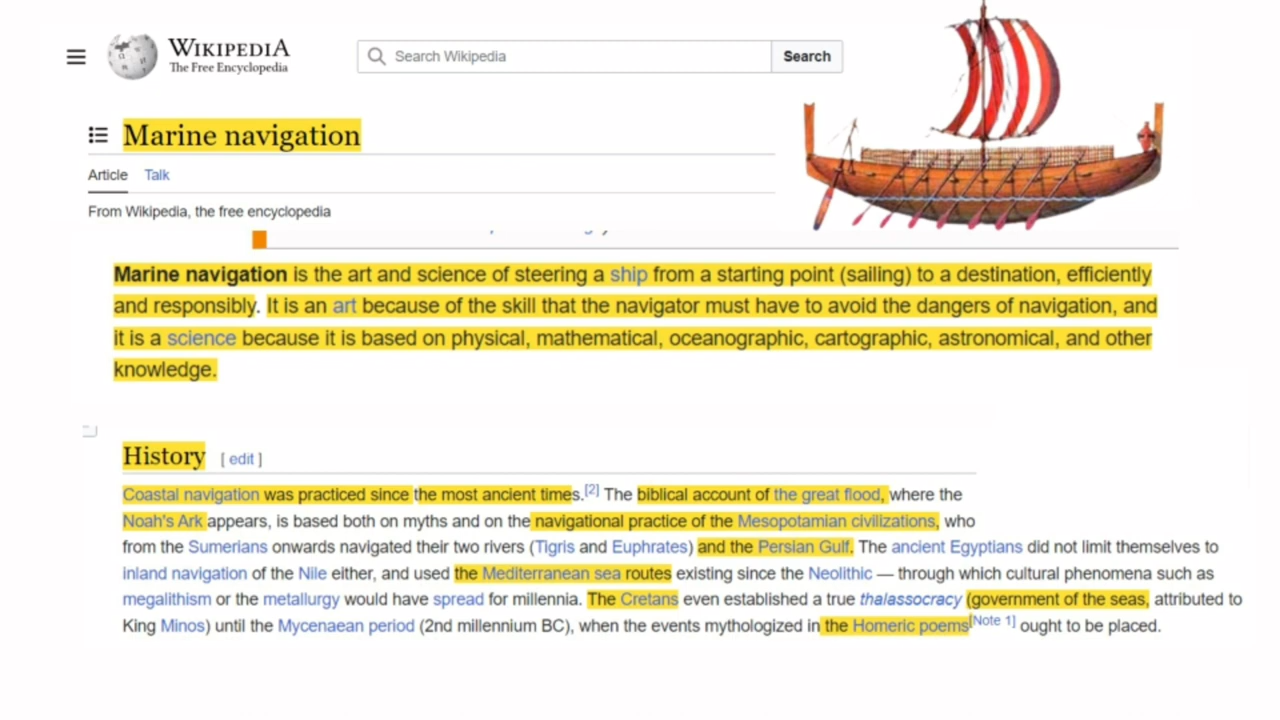 WIKIPEDIA
The Free Encyclopedia
Search Wikipedia
Search
Marine navigation
Article Talk
From Wikipedia, the free encyclopedia
Marine navigation is the art and science of steering a ship from a starting point (sailing) to a destination, efficiently
and responsibly. It is an art because of the skill that the navigator must have to avoid the dangers of navigation, and
it is a science because it is based on physical, mathematical, oceanographic, cartographic, astronomical, and other
knowledge.
History [ edit ]
Coastal navigation was practiced since the most ancient times.[2] The biblical account of the great flood, where the
Noah's Ark appears, is based both on myths and on the navigational practice of the Mesopotamian civilizations, who
from the Sumerians onwards navigated their two rivers (Tigris and Euphrates) and the Persian Gulf. The ancient Egyptians did not limit themselves to
inland navigation of the Nile either, and used the Mediterranean sea routes existing since the Neolithic — through which cultural phenomena such as
megalithism or the metallurgy would have spread for millennia. The Cretans even established a true thalassocracy (government of the seas, attributed to
King Minos) until the Mycenaean period (2nd millennium BC), when the events mythologized in the Homeric poems[Note 1] ought to be placed.